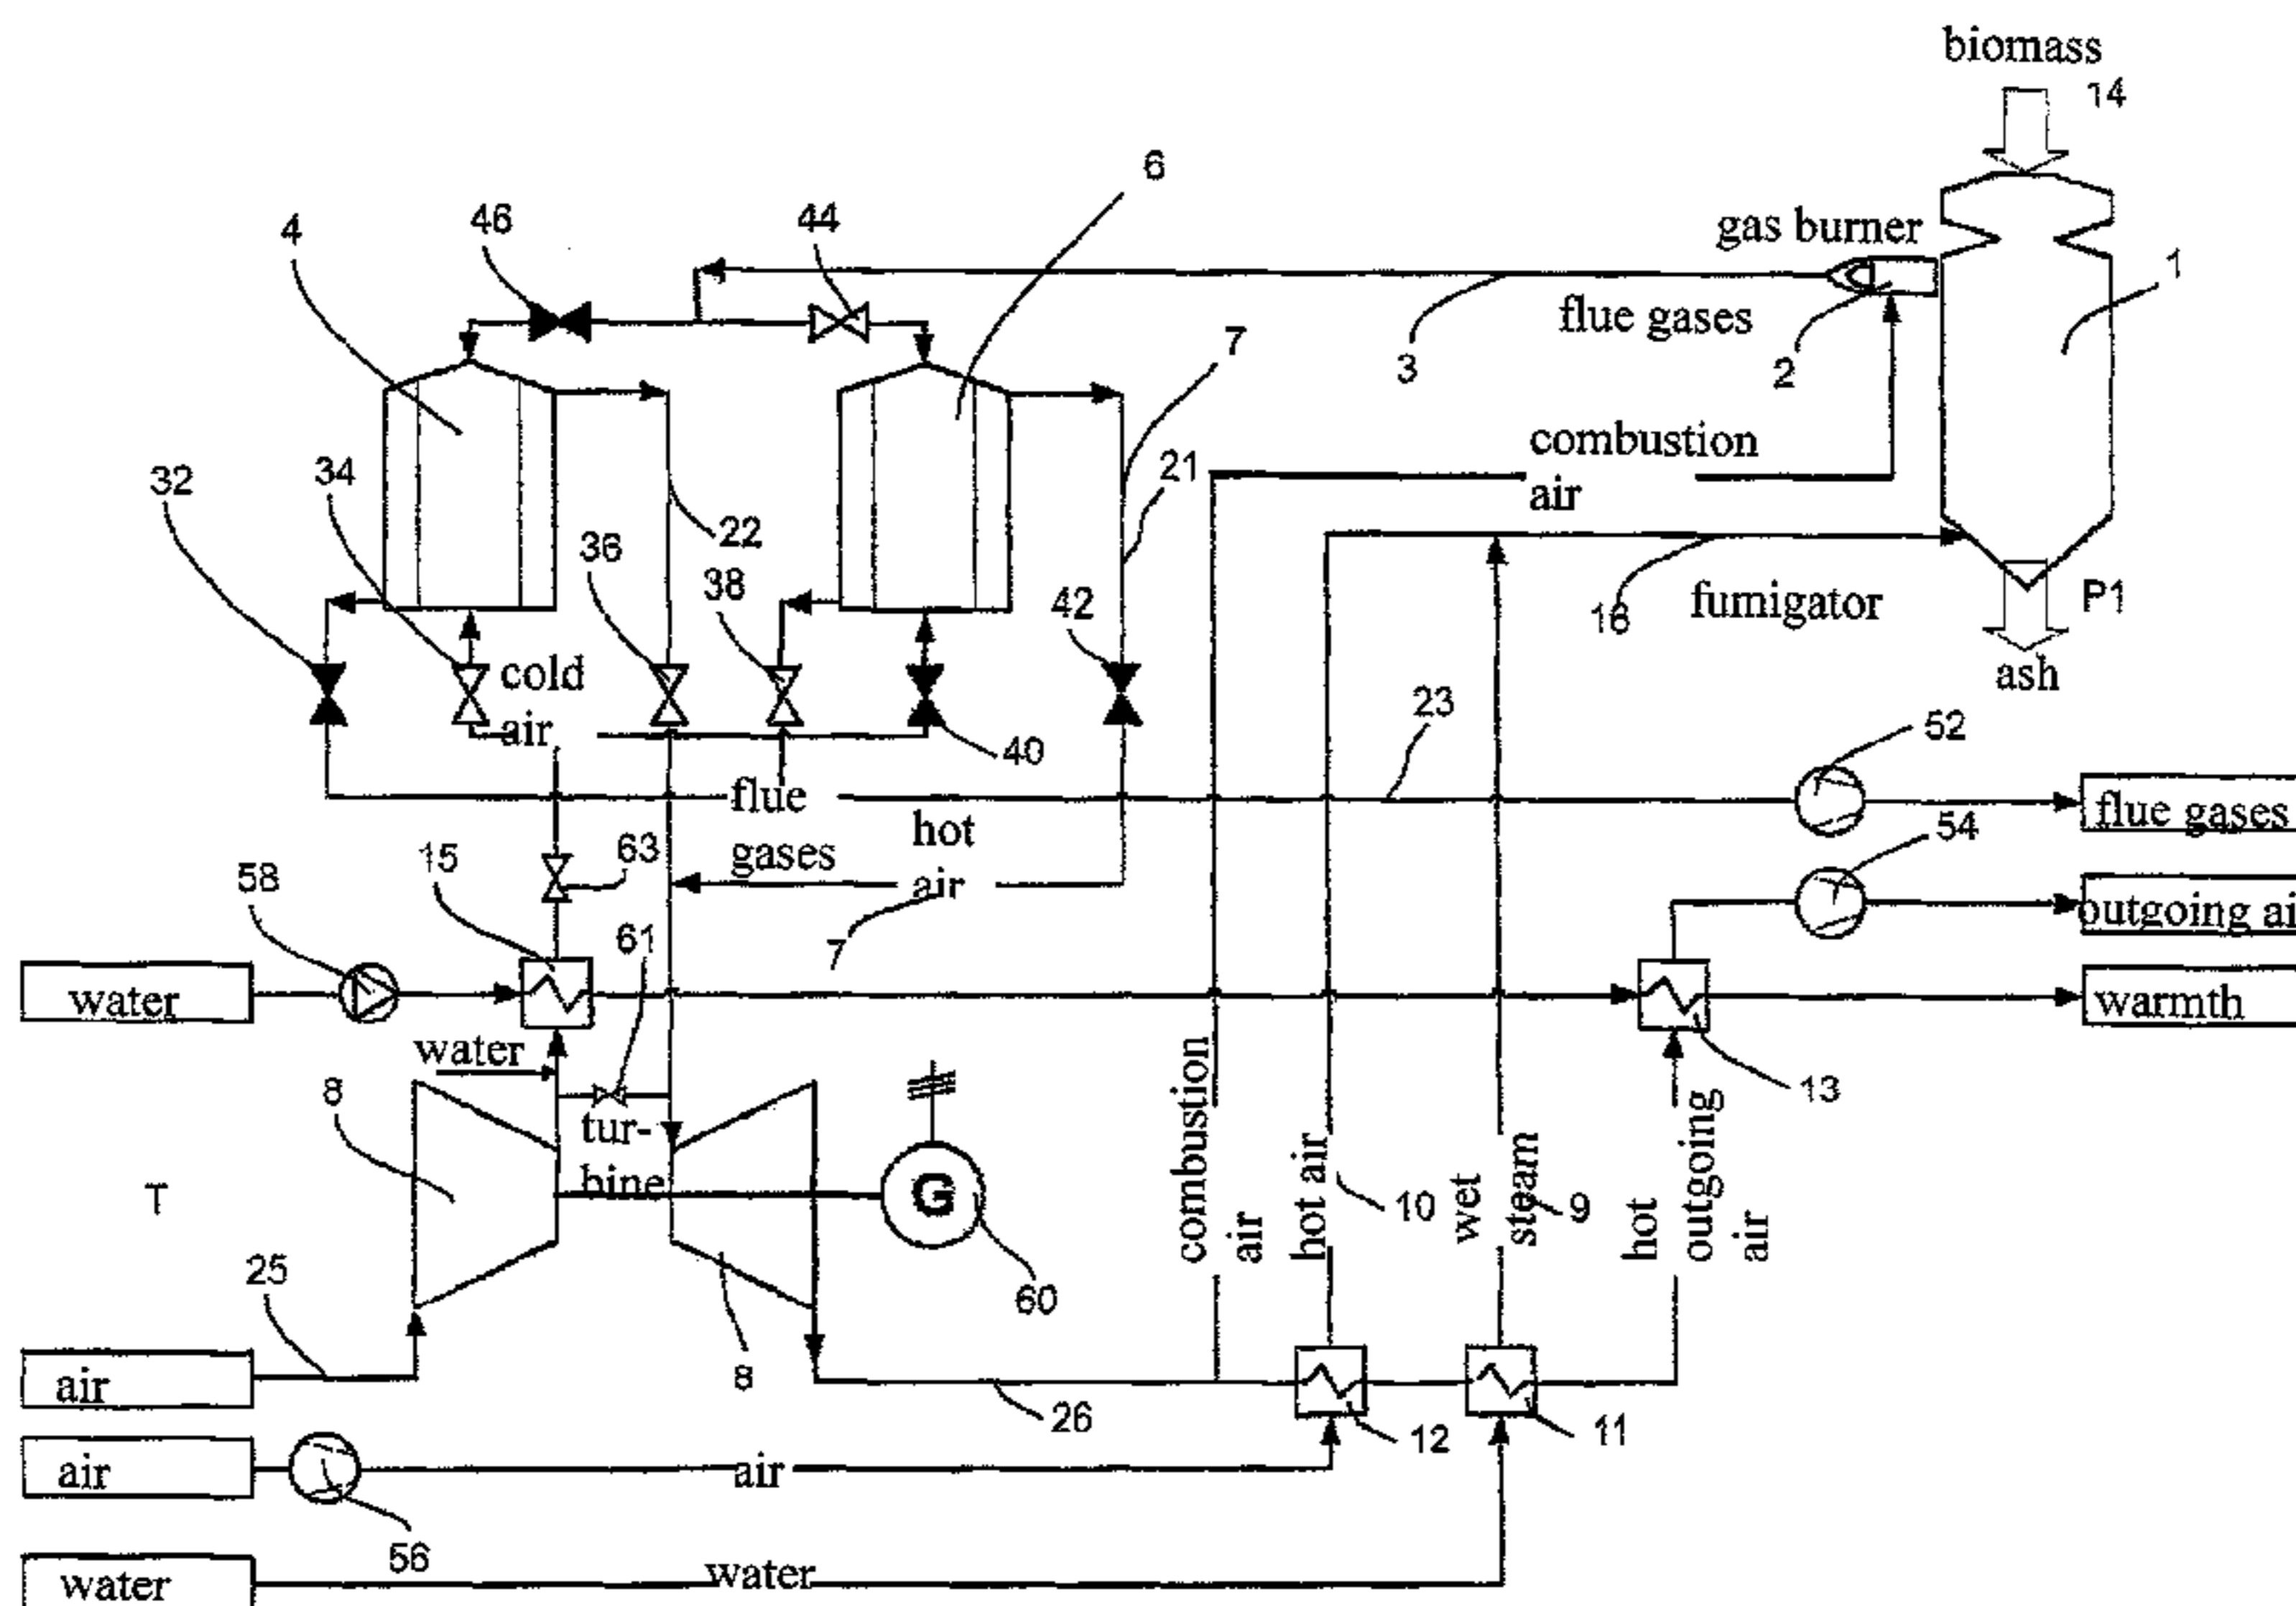 biomass
14
6
46
44
4
gas burner
1
7
flue gases
3
2
combustion
air
21
32
34
22
36
38
42
16
fumigator
P1
cold
air
ash
23
40
52
flue
flue gases
hot
54
15
63
gases
air
58
outgoing ai
7
61
water
warmth
water
13
8
tur-
bine
T
G
combustion
air
hot air
10
wet
steam
9
hot
outgoing
air
25
60
8
air
26
12
11
air
air
56
water
water